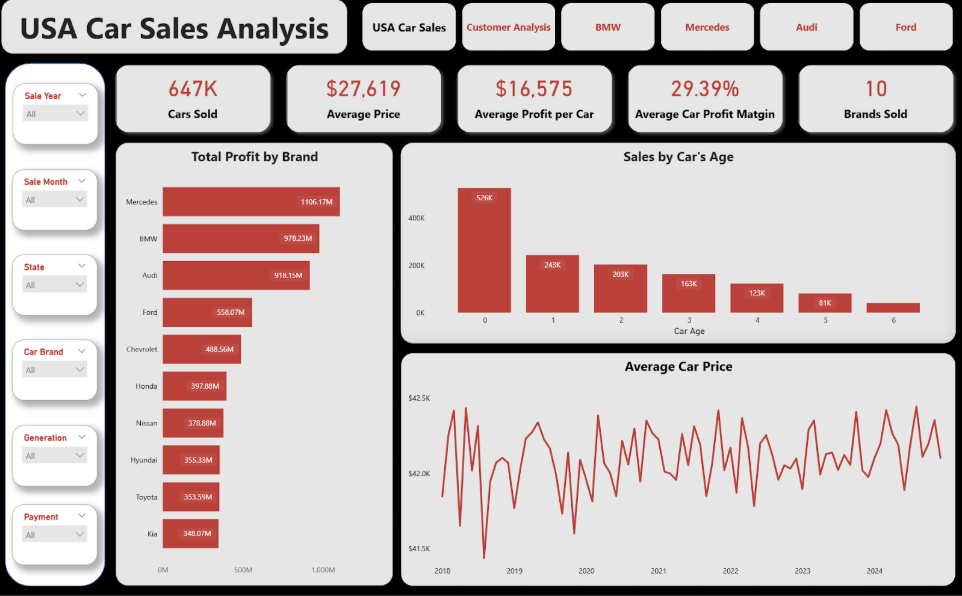 USA Car Sales Analysis
USA Car Sales
Customer Analysis
BMW
Mercedes
Audi
Ford
Sale Year
All
Sale Month
All
State
All
Car Brand
All
Generation
All
Payment
All
647K
Cars Sold
$27,619
Average Price
$16,575
Average Profit per Car
29.39%
Average Car Profit Matgin
10
Brands Sold
Total Profit by Brand
Mercedes 1106.17M
BMW 978.23M
Audi 918.15M
Ford 558.07M
Chevrolet 488.56M
Honda 397.88M
Nissan 378.88M
Hyundai 355.33M
Toyota 353.59M
Kia 348.07M
0M 500M 1,000M
Sales by Car's Age
400K
200K
0K
526K 243K 203K 163K 123K 81K
0 1 2 3 4 5 6
Car Age
Average Car Price
$42.5K
$42.0K
$41.5K
2018 2019 2020 2021 2022 2023 2024